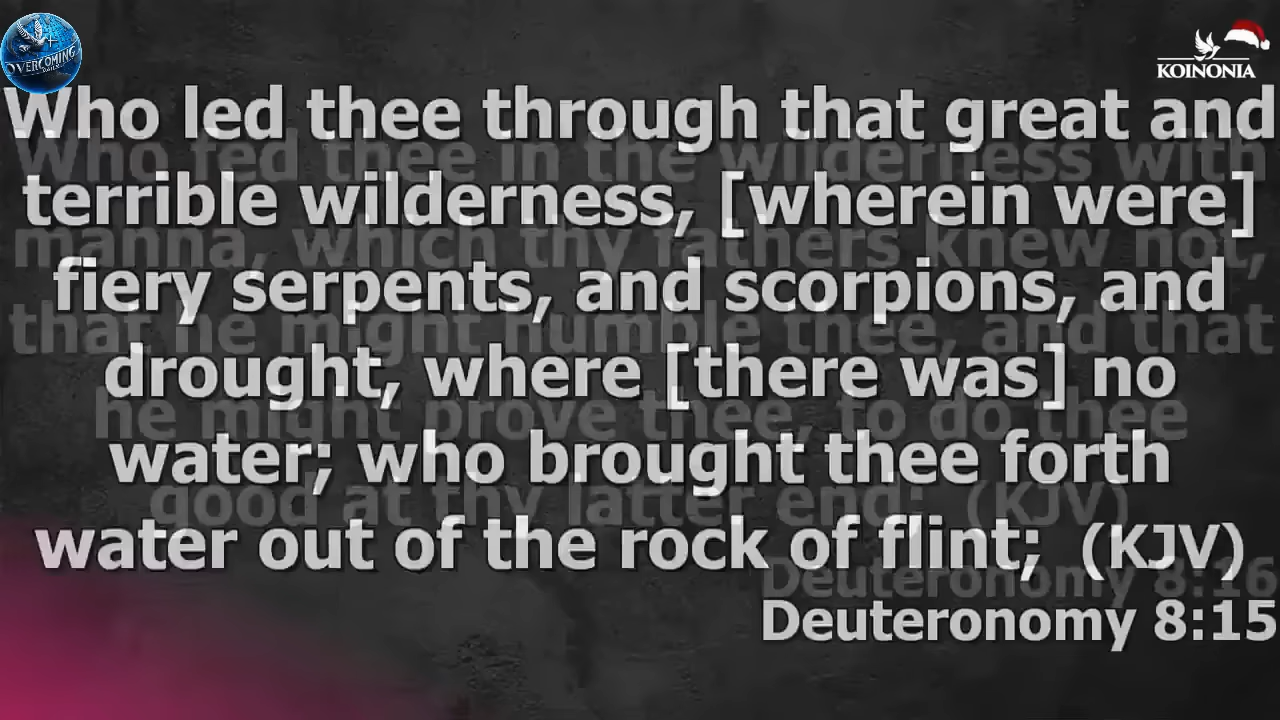 OVERCOMING
KOINONIA
Who led thee through that great and
terrible wilderness, [wherein were]
fiery serpents, and scorpions, and
drought, where [there was] no
water; who brought thee forth
water out of the rock of flint; (KJV)
Deuteronomy 8:15
Who fed thee in the wilderness with
manna, which thy fathers knew not,
that he might humble thee, and that
he might prove thee, to do thee
good at thy latter end; (KJV)
Deuteronomy 8:16